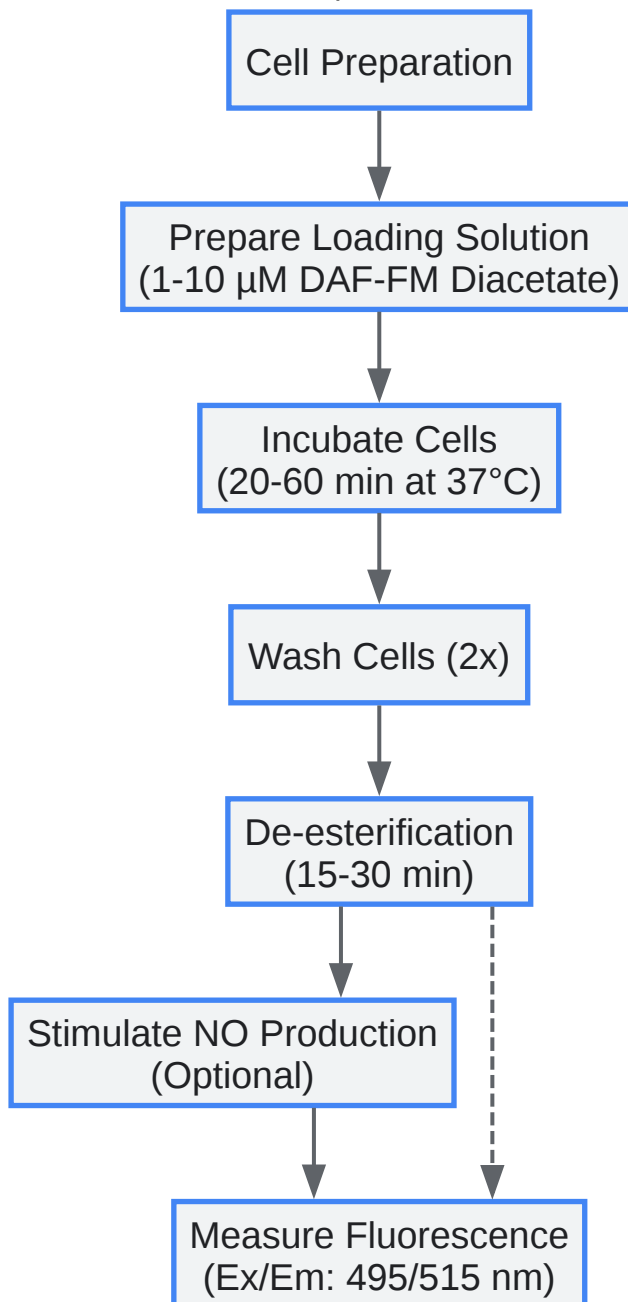 Cell Preparation
Prepare Loading Solution
(1-10 µM DAF-FM Diacetate)
Incubate Cells
(20-60 min at 37°C)
Wash Cells (2x)
De-esterification
(15-30 min)
Stimulate NO Production
(Optional)
Measure Fluorescence
(Ex/Em: 495/515 nm)